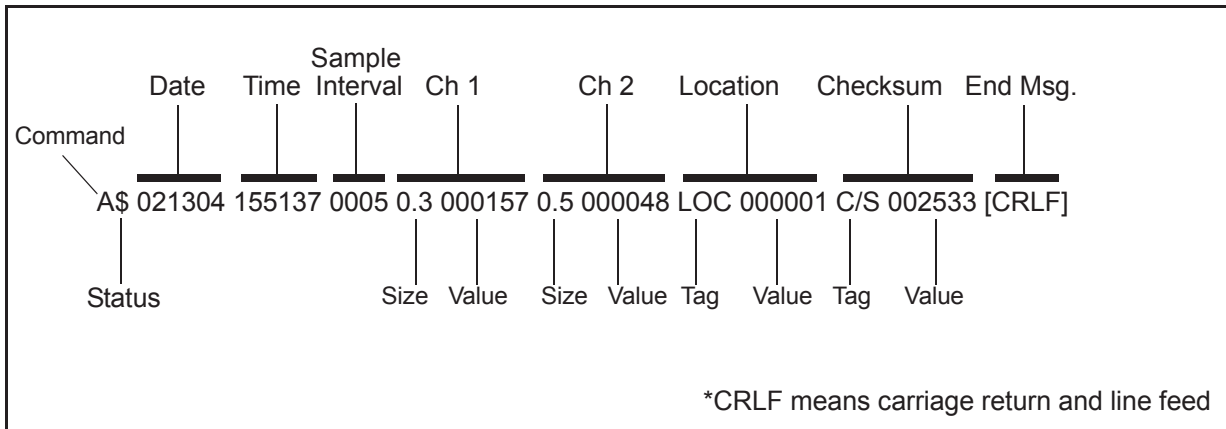 Sample
Date Time Interval Ch 1 Ch 2 Location Checksum End Msg.
Command
A$ 021304 155137 0005 0.3 000157 0.5 000048 LOC 000001 C/S 002533 [CRLF]
Status Size Value Size Value Tag Value Tag Value
*CRLF means carriage return and line feed